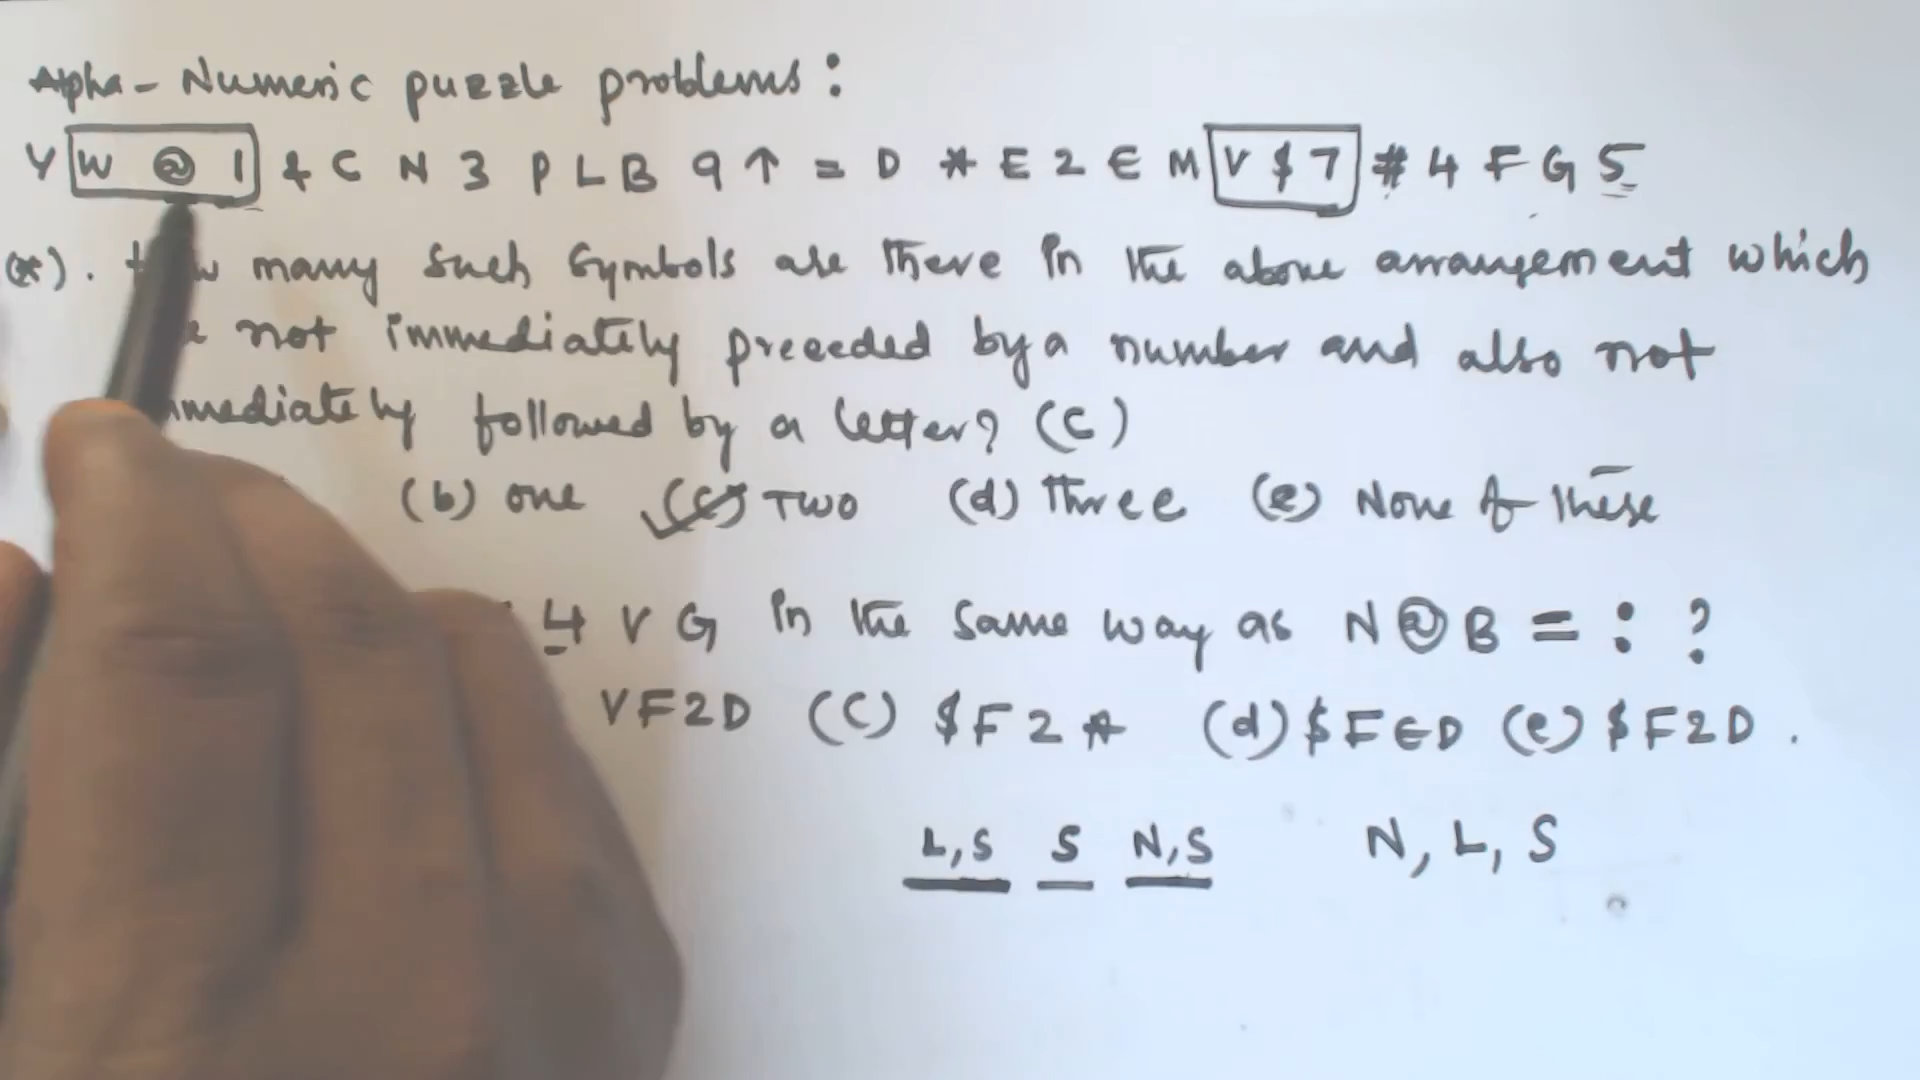 Alpha - Numeric puzzle problems :
Y W @ 1 & C N 3 P L B 9 ↑ = D * E 2 € M V $ 7 # 4 F G 5
(*). many such symbols are there in the above arrangement which
not immediately preceded by a number and also not
followed by a letter? (C)
(b) one (c) TWO (d) three (e) None of these
4 V G in the same way as N @ B = : ?
VF2D (C) $F2* (d) $F€D (e) $F2D .
L,S S N,S N, L, S